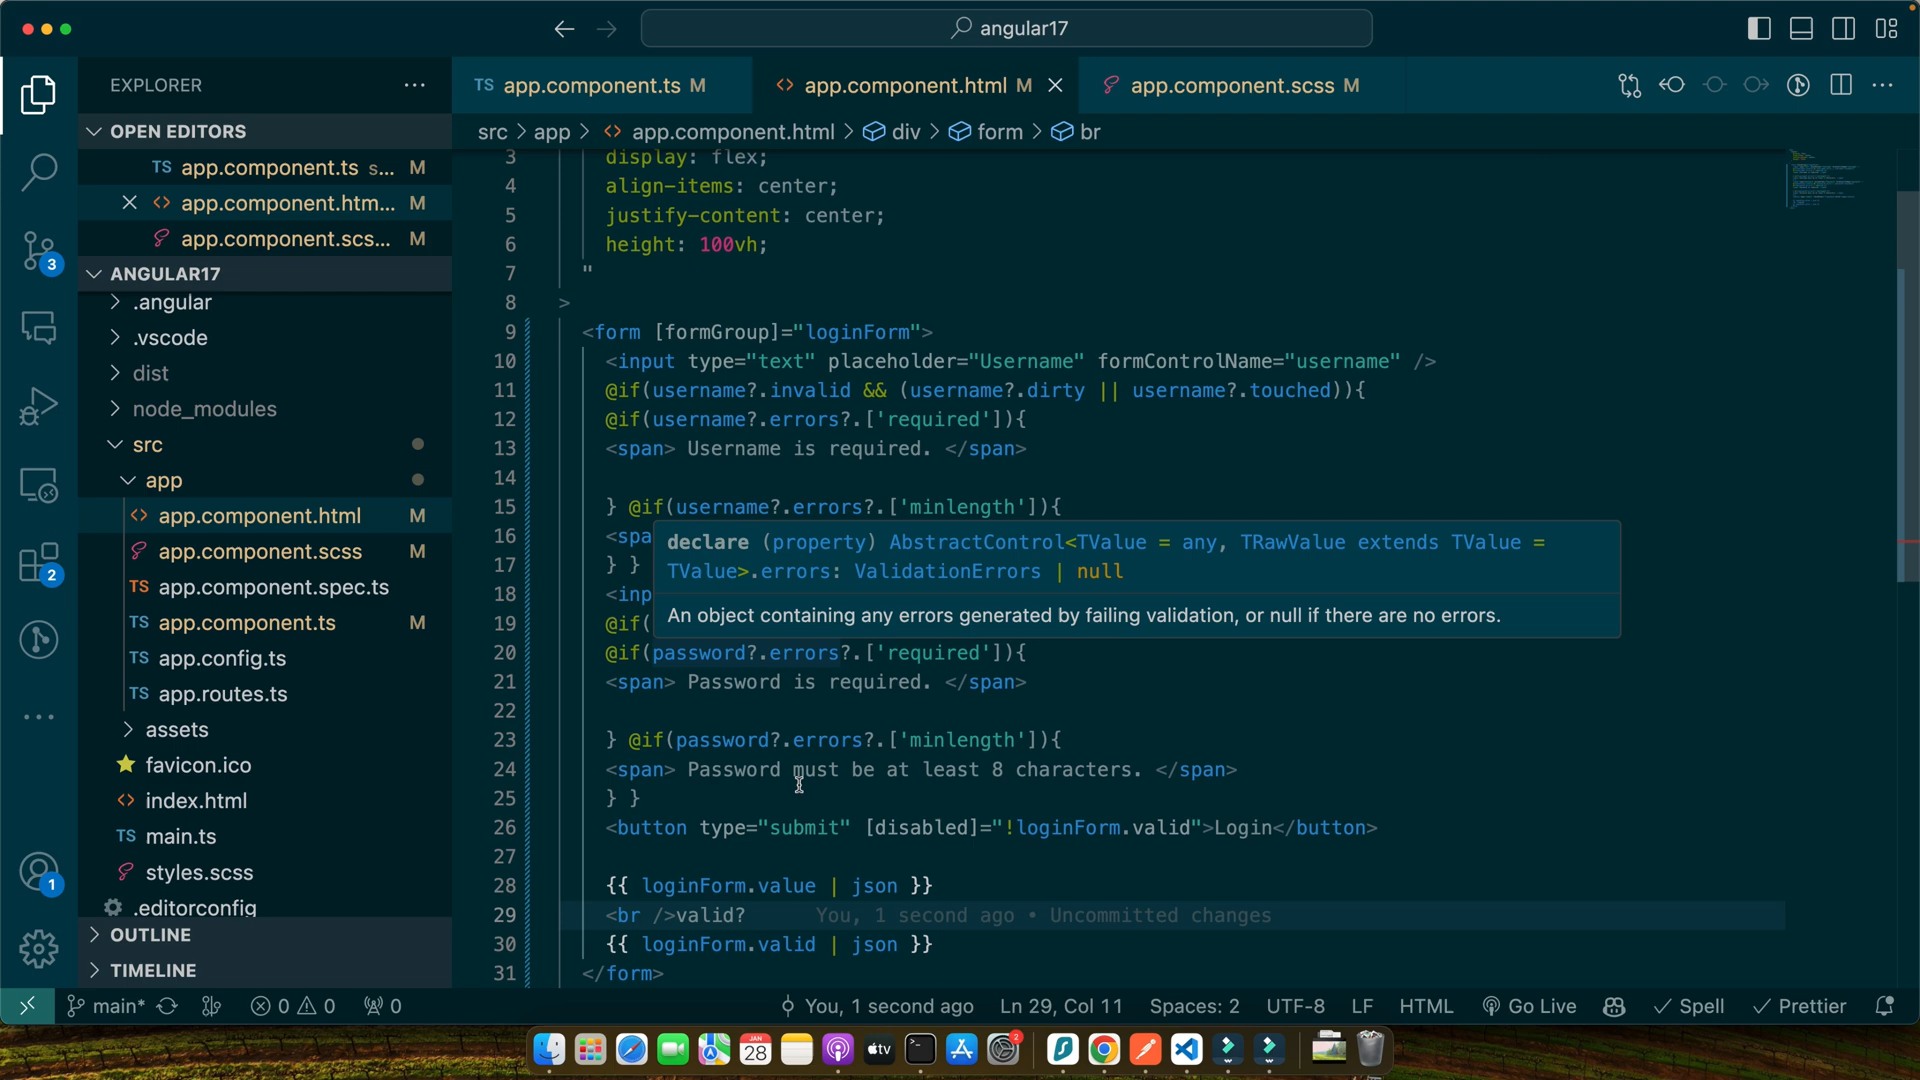 angular17
EXPLORER
TS app.component.ts M
<> app.component.html M
app.component.scss M
OPEN EDITORS
TS app.component.ts s... M
<> app.component.htm... M
app.component.scs... M
ANGULAR17
.angular
.vscode
dist
node_modules
src
app
<> app.component.html M
app.component.scss M
TS app.component.spec.ts
TS app.component.ts M
TS app.config.ts
TS app.routes.ts
assets
favicon.ico
<> index.html
TS main.ts
styles.scss
.editorconfig
OUTLINE
TIMELINE
3
2
1
src > app > <> app.component.html > div > form > br
3 display: flex;
4 align-items: center;
5 justify-content: center;
6 height: 100vh;
7 "
8 >
9 <form [formGroup]="loginForm">
10 <input type="text" placeholder="Username" formControlName="username" />
11 @if(username?.invalid && (username?.dirty || username?.touched)){
12 @if(username?.errors?.['required']){
13 <span> Username is required. </span>
14
15 } @if(username?.errors?.['minlength']){
16 <spa
17 } }
18 <inp
19 @if(
declare (property) AbstractControl<TValue = any, TRawValue extends TValue =
TValue>.errors: ValidationErrors | null
An object containing any errors generated by failing validation, or null if there are no errors.
20 @if(password?.errors?.['required']){
21 <span> Password is required. </span>
22
23 } @if(password?.errors?.['minlength']){
24 <span> Password must be at least 8 characters. </span>
25 } }
26 <button type="submit" [disabled]="!loginForm.valid">Login</button>
27
28 {{ loginForm.value | json }}
29 <br />valid? You, 1 second ago • Uncommitted changes
30 {{ loginForm.valid | json }}
31 </form>
main* 0 0 0 You, 1 second ago Ln 29, Col 11 Spaces: 2 UTF-8 LF HTML Go Live Spell Prettier
JAN
28
tv
2